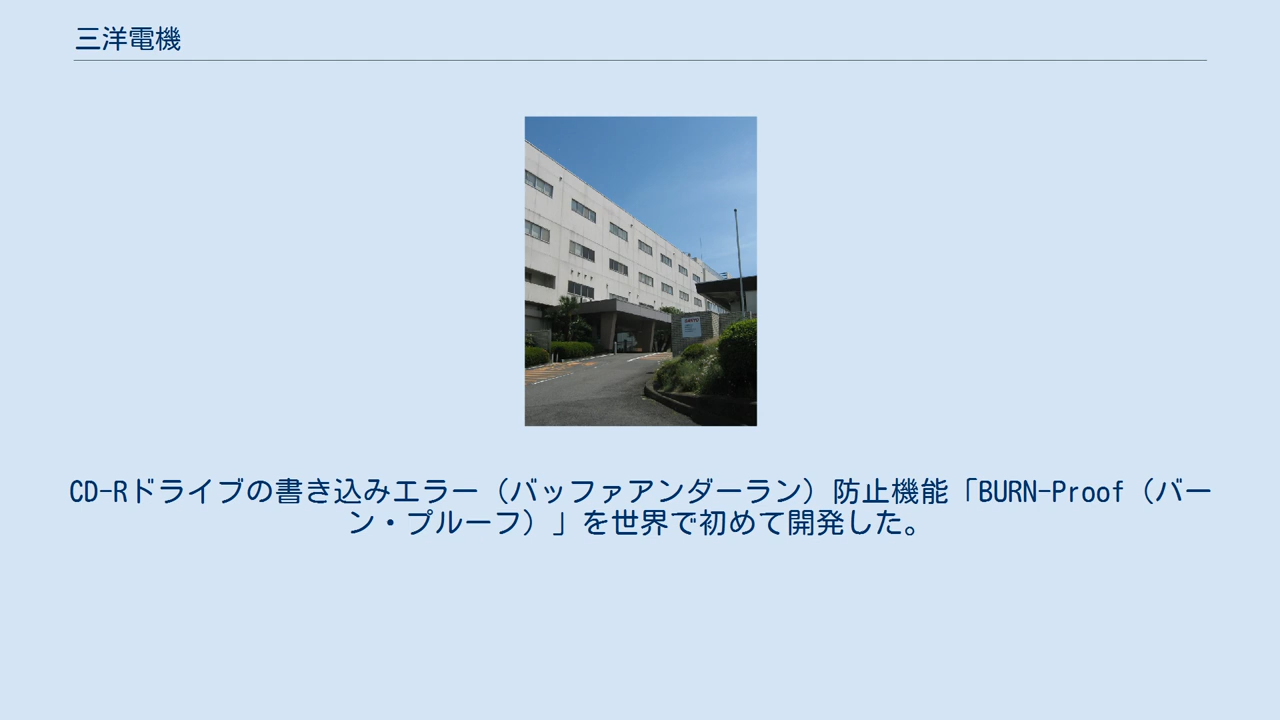 三洋電機
CD-Rドライブの書き込みエラー（バッファアンダーラン）防止機能「BURN-Proof（バー
ン・プルーフ）」を世界で初めて開発した。